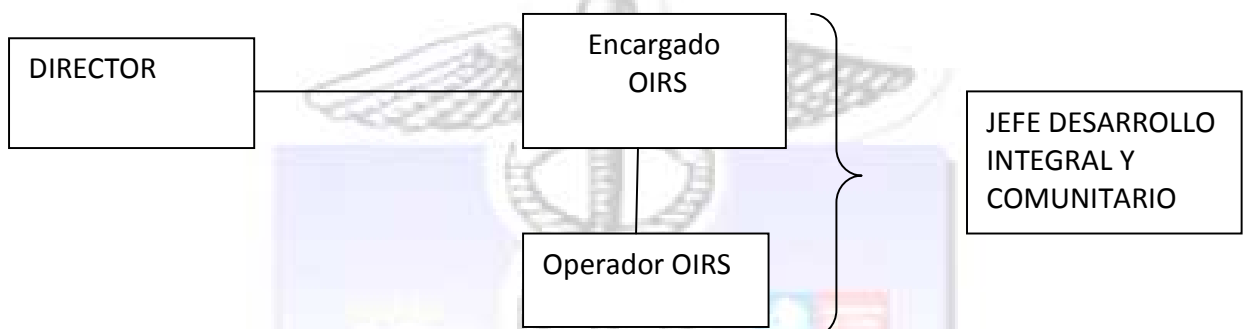 DIRECTOR
Encargado
OIRS
Operador OIRS
JEFE DESARROLLO
INTEGRAL Y
COMUNITARIO